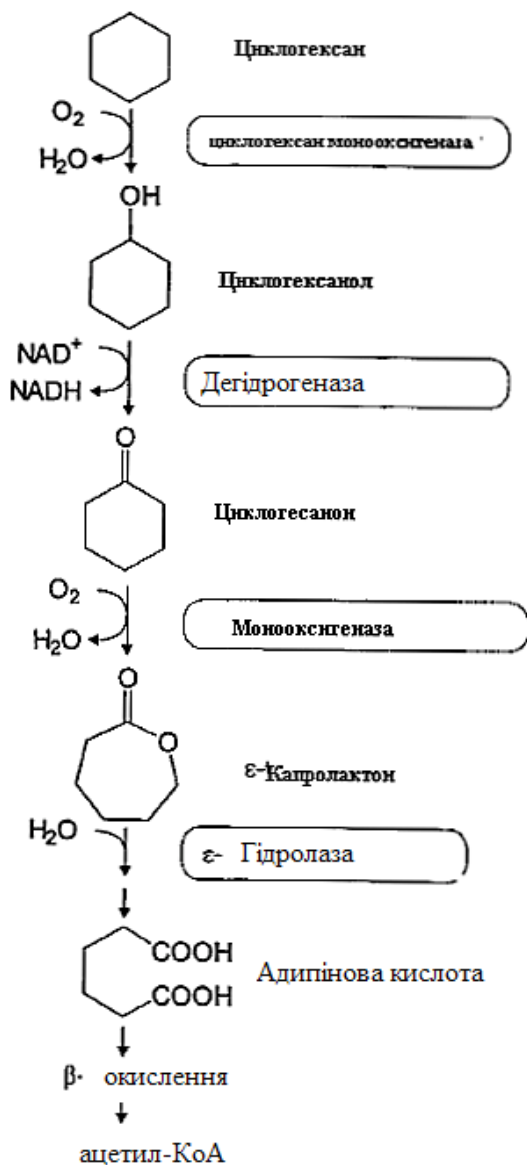 Циклогексан
O₂
циклогексан монооксигеназа
H₂O
OH
Циклогексанол
NAD⁺
NADH
Дегідрогеназа
O
Циклогесанон
O₂
H₂O
Монооксигеназа
O
O
ε-Капролактон
H₂O
ε- Гідролаза
COOH
COOH
Адипінова кислота
β- окислення
ацетил-КоА